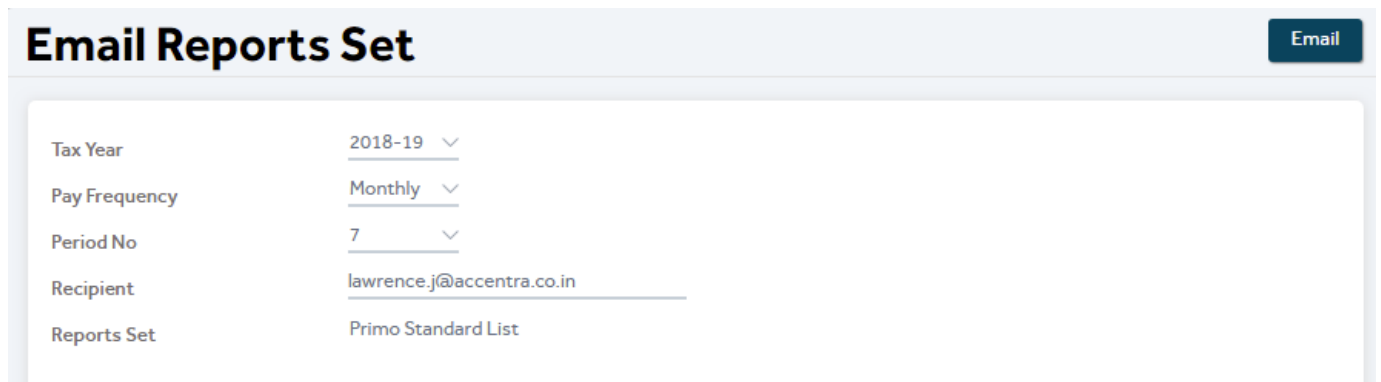 Email Reports Set
Email
Tax Year 2018-19
Pay Frequency Monthly
Period No 7
Recipient lawrence.j@accentra.co.in
Reports Set Primo Standard List